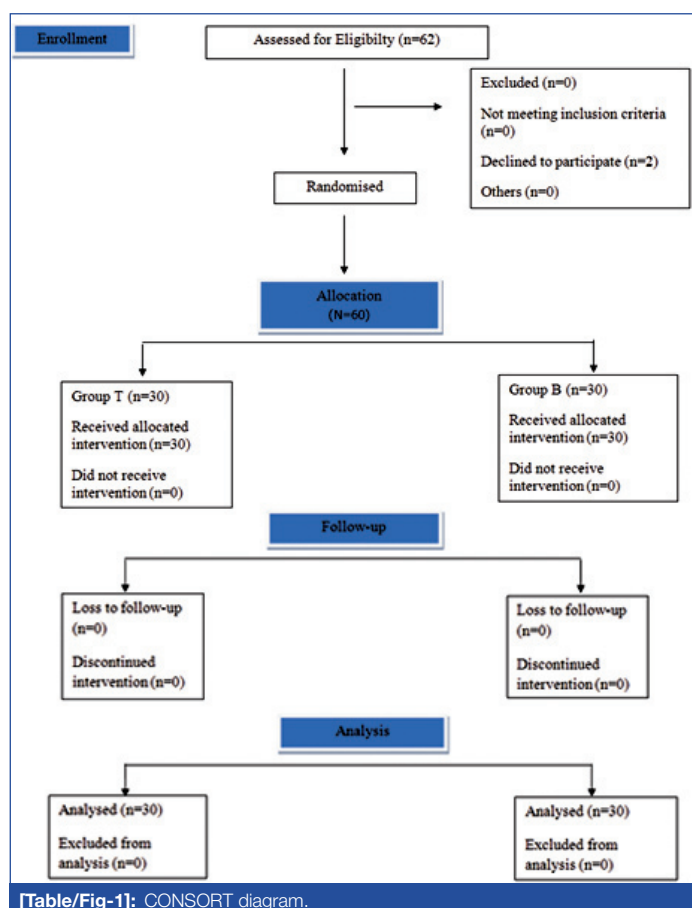 Enrollment
Assessed for Eligibilty (n=62)
Excluded (n=0)
Not meeting inclusion criteria
(n=0)
Declined to participate (n=2)
Others (n=0)
Randomised
Allocation
(N=60)
Group T (n=30)
Received allocated
intervention (n=30)
Did not receive
intervention (n=0)
Group B (n=30)
Received allocated
intervention (n=30)
Did not receive
intervention (n=0)
Follow-up
Loss to follow-up
(n=0)
Discontinued
intervention (n=0)
Loss to follow-up
(n=0)
Discontinued
intervention (n=0)
Analysis
Analysed (n=30)
Excluded from
analysis (n=0)
Analysed (n=30)
Excluded from
analysis (n=0)
[Table/Fig-1]: CONSORT diagram.